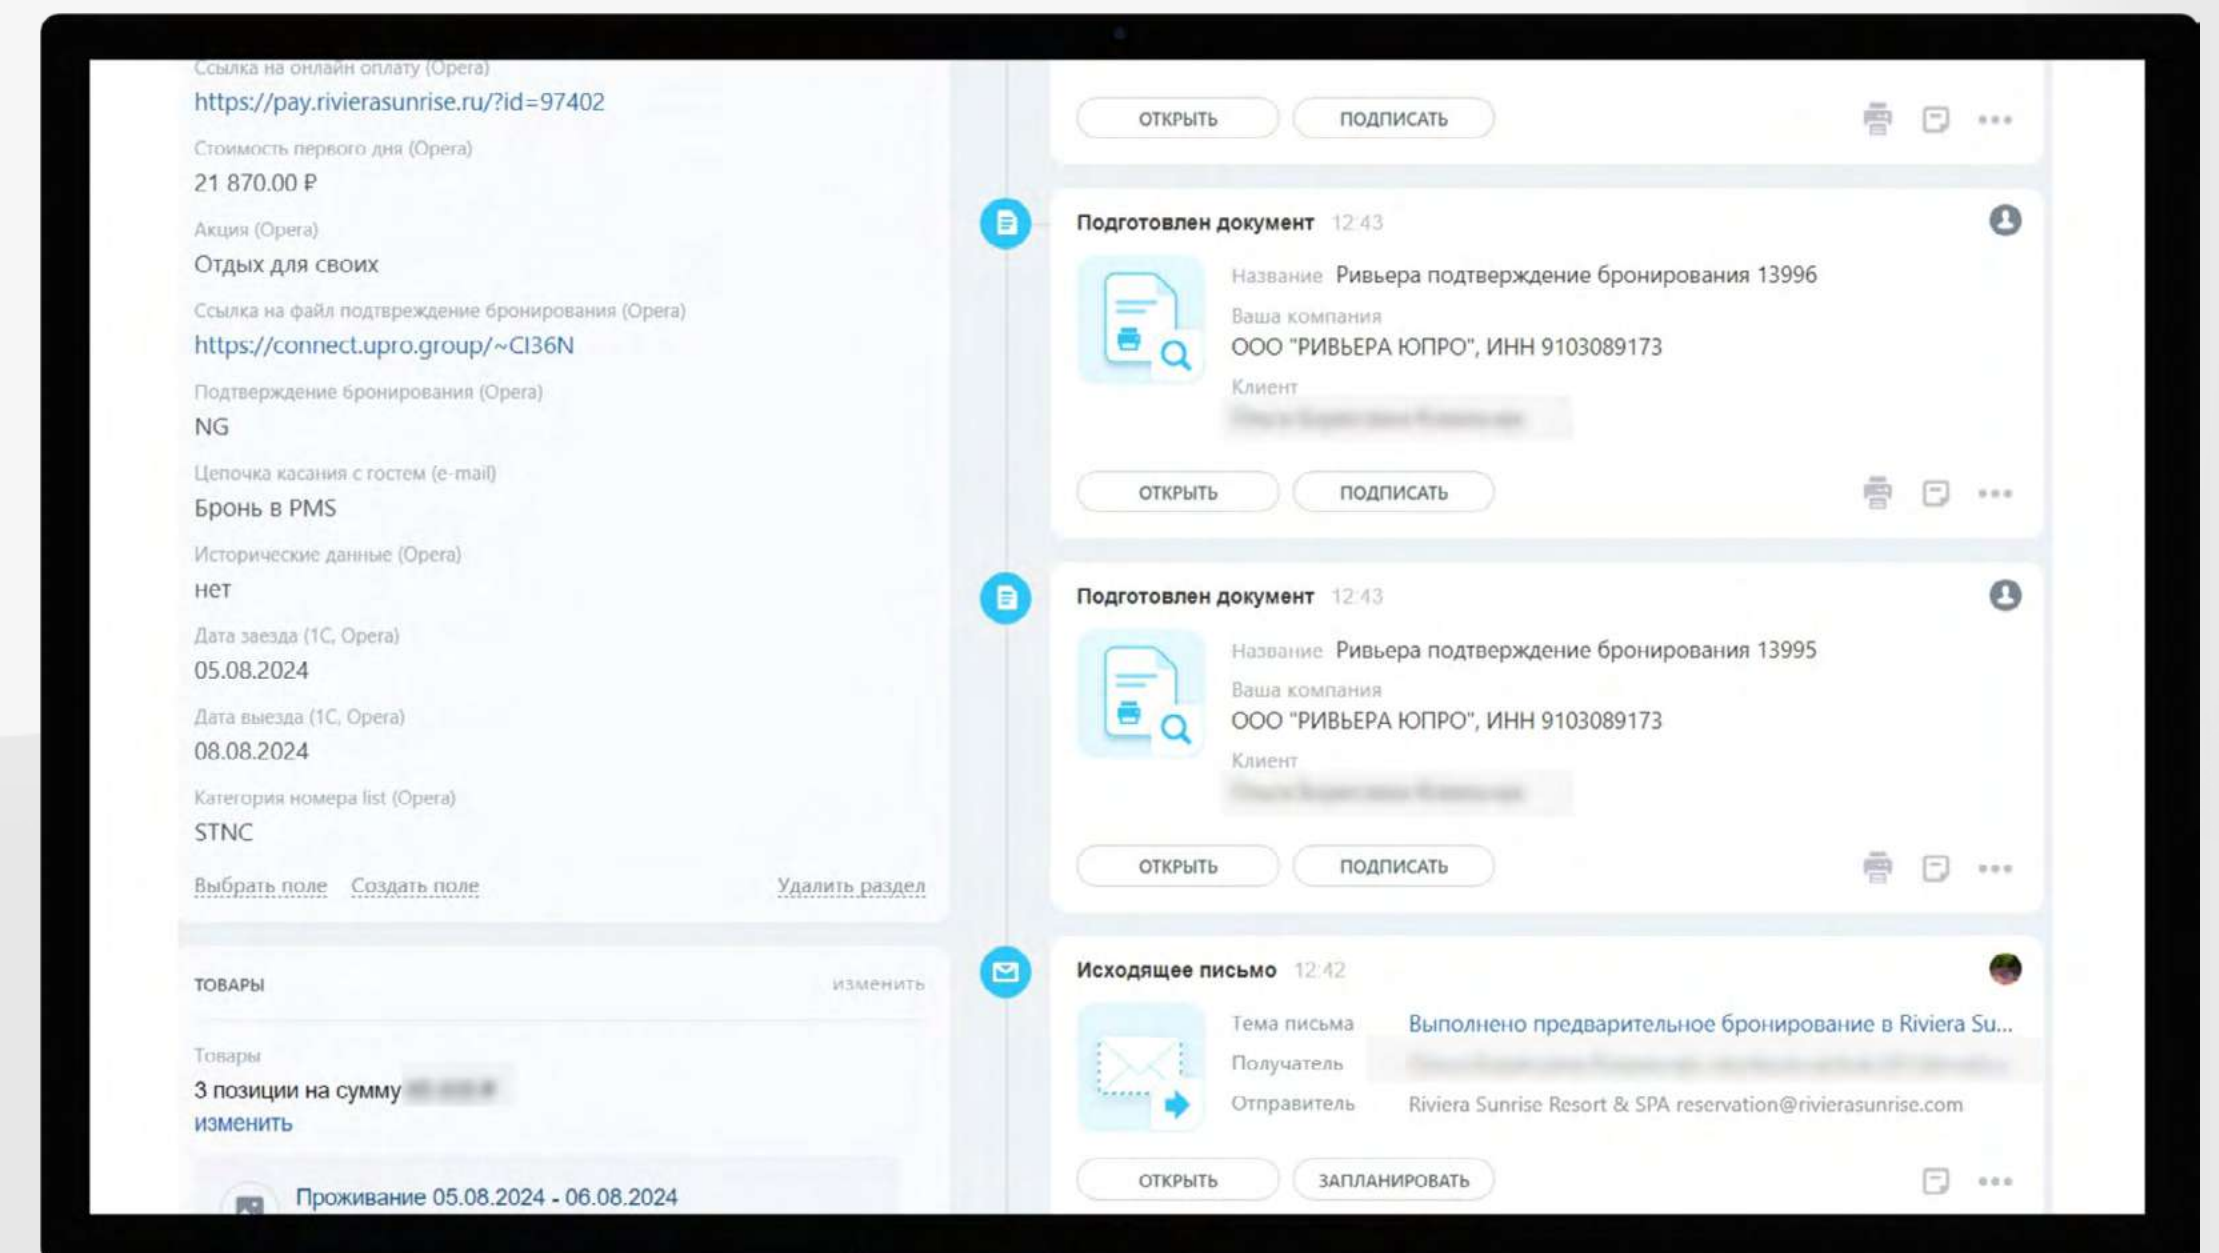 Ссылка на онлайн оплату (Opera)
https://pay.rivierasunrise.ru/?id=97402
Стоимость первого дня (Opera)
21 870.00 ₽
Акция (Opera)
Отдых для своих
Ссылка на файл подтвреждение бронирования (Opera)
https://connect.upro.group/~CI36N
Подтверждение бронирования (Opera)
NG
Цепочка касания с гостем (e-mail)
Бронь в PMS
Исторические данные (Opera)
нет
Дата заезда (1С, Opera)
05.08.2024
Дата выезда (1С, Opera)
08.08.2024
Категория номера list (Opera)
STNC
Выбрать поле Создать поле Удалить раздел
ТОВАРЫ изменить
Товары
3 позиции на сумму
изменить
Проживание 05.08.2024 - 06.08.2024
ОТКРЫТЬ ПОДПИСАТЬ
Подготовлен документ 12:43
Название Ривьера подтверждение бронирования 13996
Ваша компания
ООО "РИВЬЕРА ЮПРО", ИНН 9103089173
Клиент
ОТКРЫТЬ ПОДПИСАТЬ
Подготовлен документ 12:43
Название Ривьера подтверждение бронирования 13995
Ваша компания
ООО "РИВЬЕРА ЮПРО", ИНН 9103089173
Клиент
ОТКРЫТЬ ПОДПИСАТЬ
Исходящее письмо 12:42
Тема письма Выполнено предварительное бронирование в Riviera Su...
Получатель
Отправитель Riviera Sunrise Resort & SPA reservation@rivierasunrise.com
ОТКРЫТЬ ЗАПЛАНИРОВАТЬ